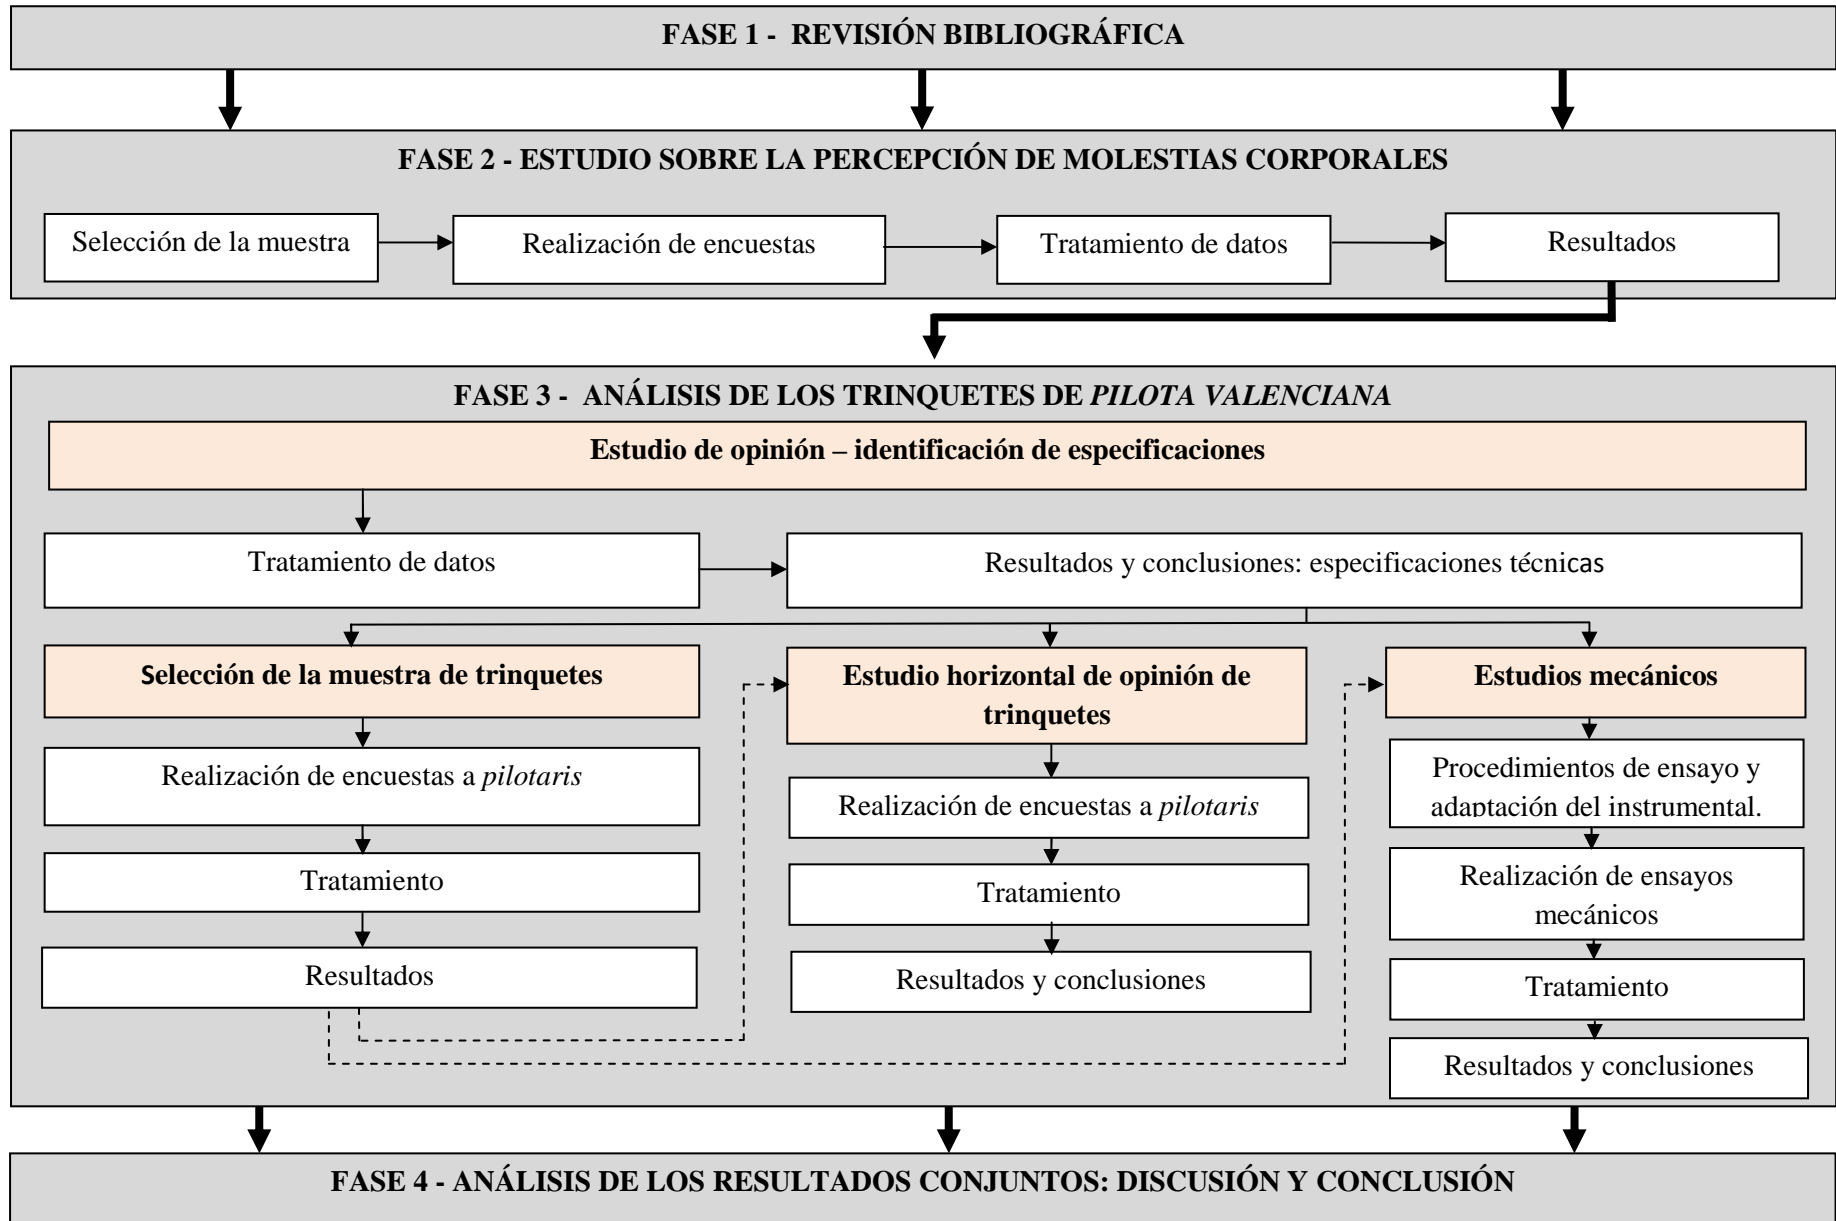 FASE 1 - REVISIÓN BIBLIOGRÁFICA
FASE 2 - ESTUDIO SOBRE LA PERCEPCIÓN DE MOLESTIAS CORPORALES
Selección de la muestra
Realización de encuestas
Tratamiento de datos
Resultados
FASE 3 - ANÁLISIS DE LOS TRINQUETES DE PILOTA VALENCIANA
Estudio de opinión – identificación de especificaciones
Tratamiento de datos
Resultados y conclusiones: especificaciones técnicas
Selección de la muestra de trinquetes
Realización de encuestas a pilotaris
Tratamiento
Resultados
Estudio horizontal de opinión de
trinquetes
Realización de encuestas a pilotaris
Tratamiento
Resultados y conclusiones
Estudios mecánicos
Procedimientos de ensayo y
adaptación del instrumental.
Realización de ensayos
mecánicos
Tratamiento
Resultados y conclusiones
FASE 4 - ANÁLISIS DE LOS RESULTADOS CONJUNTOS: DISCUSIÓN Y CONCLUSIÓN